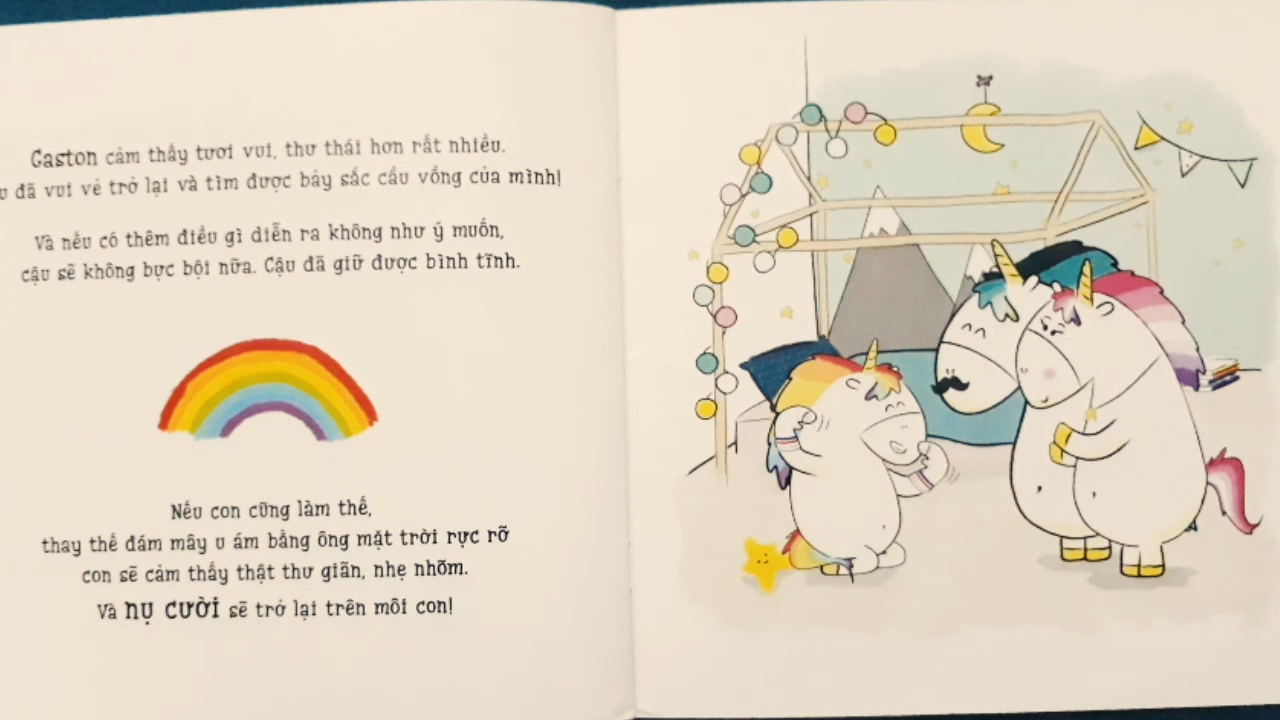 Gaston cảm thấy tươi vui, thư thái hơn rất nhiều.
đã vui vẻ trở lại và tìm được bảy sắc cầu vồng của mình!
Và nếu có thêm điều gì diễn ra không như ý muốn,
cậu sẽ không bực bội nữa. Cậu đã giữ được bình tĩnh.
Nếu con cũng làm thế,
thay thế đám mây u ám bằng ông mặt trời rực rỡ
con sẽ cảm thấy thật thư giãn, nhẹ nhõm.
Và nụ cười sẽ trở lại trên môi con!